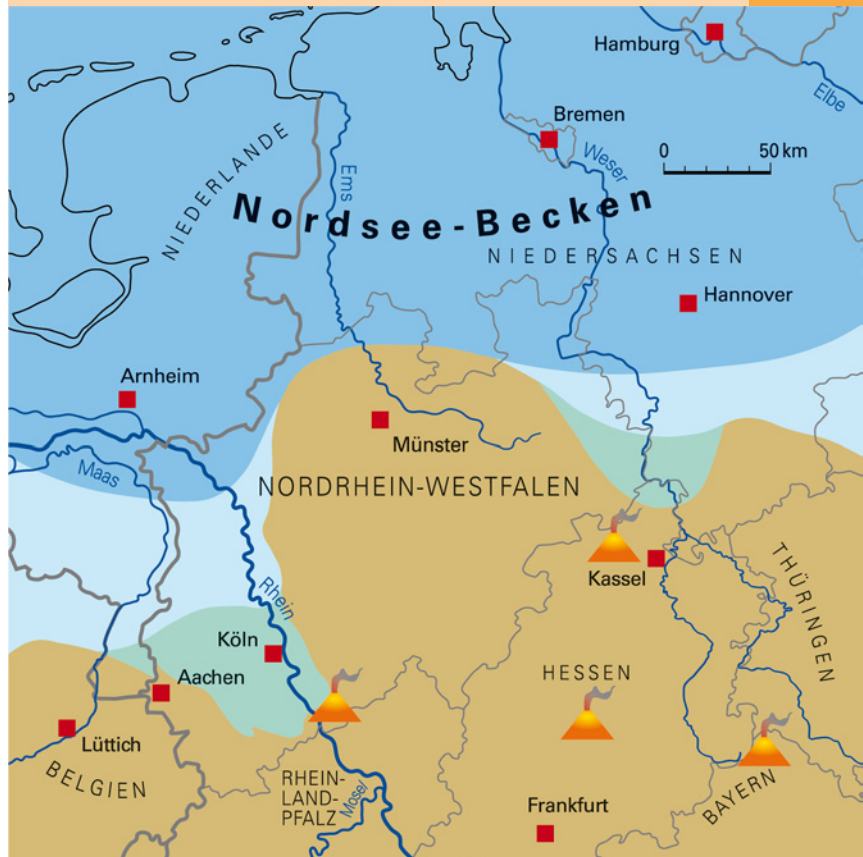 Hamburg
Elbe
Bremen
Weser
0 50 km
NIEDERLANDE
Ems
Nordsee-Becken
NIEDERSACHSEN
Hannover
Arnheim
Münster
Maas
NORDRHEIN-WESTFALEN
Kassel
THÜRINGEN
Rhein
Köln
Aachen
HESSEN
Lüttich
BELGIEN
RHEIN-
LAND-
PFALZ
Mosel
BAYERN
Frankfurt